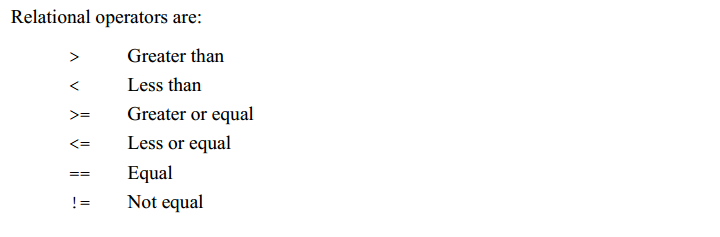 Relational operators are:
> Greater than
< Less than
>= Greater or equal
<= Less or equal
== Equal
!= Not equal